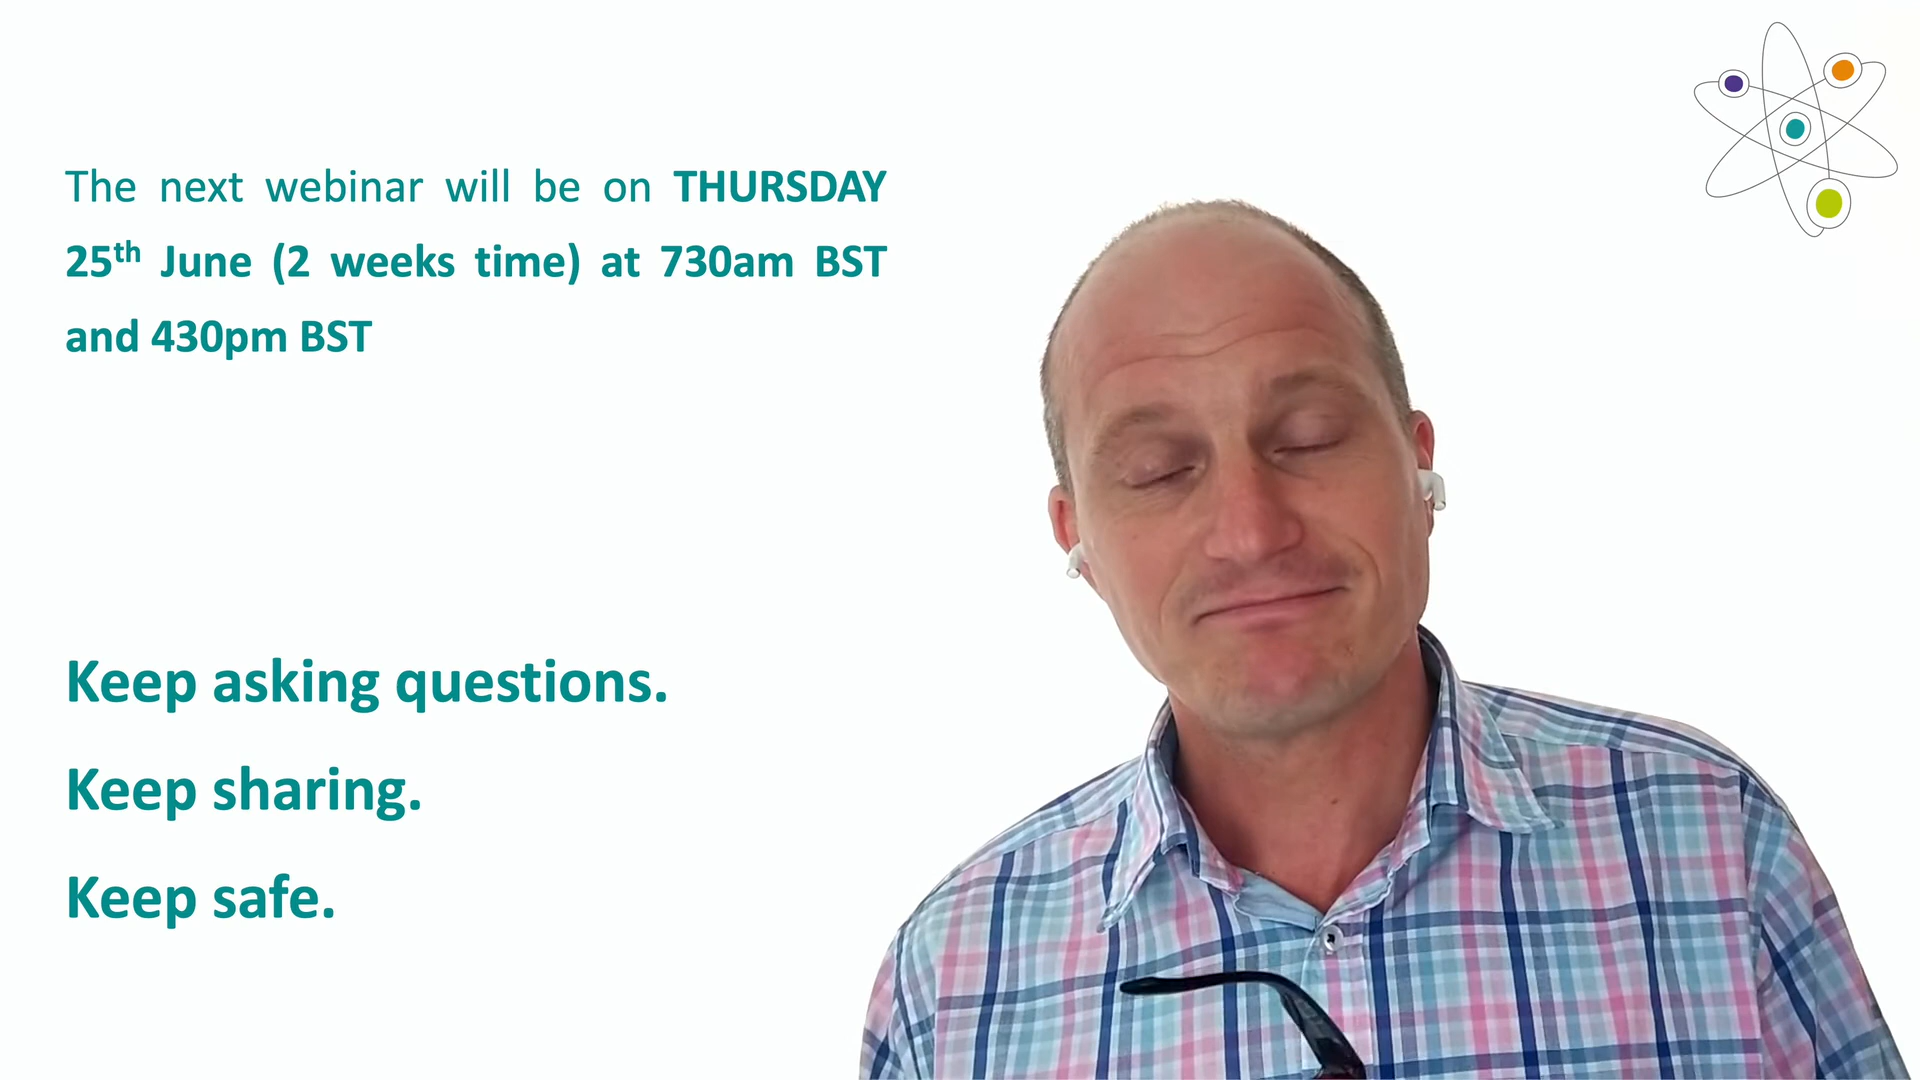 The next webinar will be on THURSDAY
25th June (2 weeks time) at 730am BST
and 430pm BST
Keep asking questions.
Keep sharing.
Keep safe.